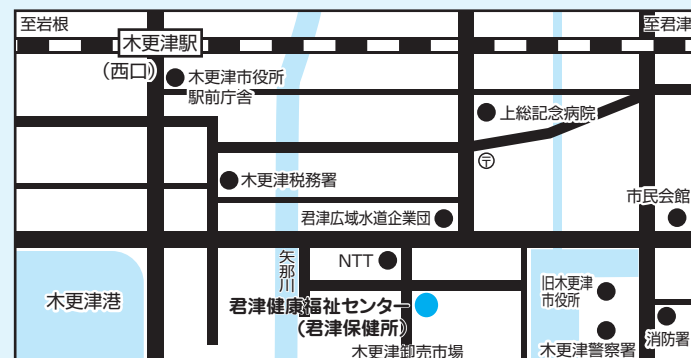 至岩根
至君津
木更津駅
(西口)
木更津市役所
駅前庁舎
上総記念病院
〒
木更津税務署
市民会館
君津広域水道企業団
矢那川
NTT
木更津港
君津健康福祉センター
(君津保健所)
旧木更津
市役所
消防署
木更津卸売市場
木更津警察署